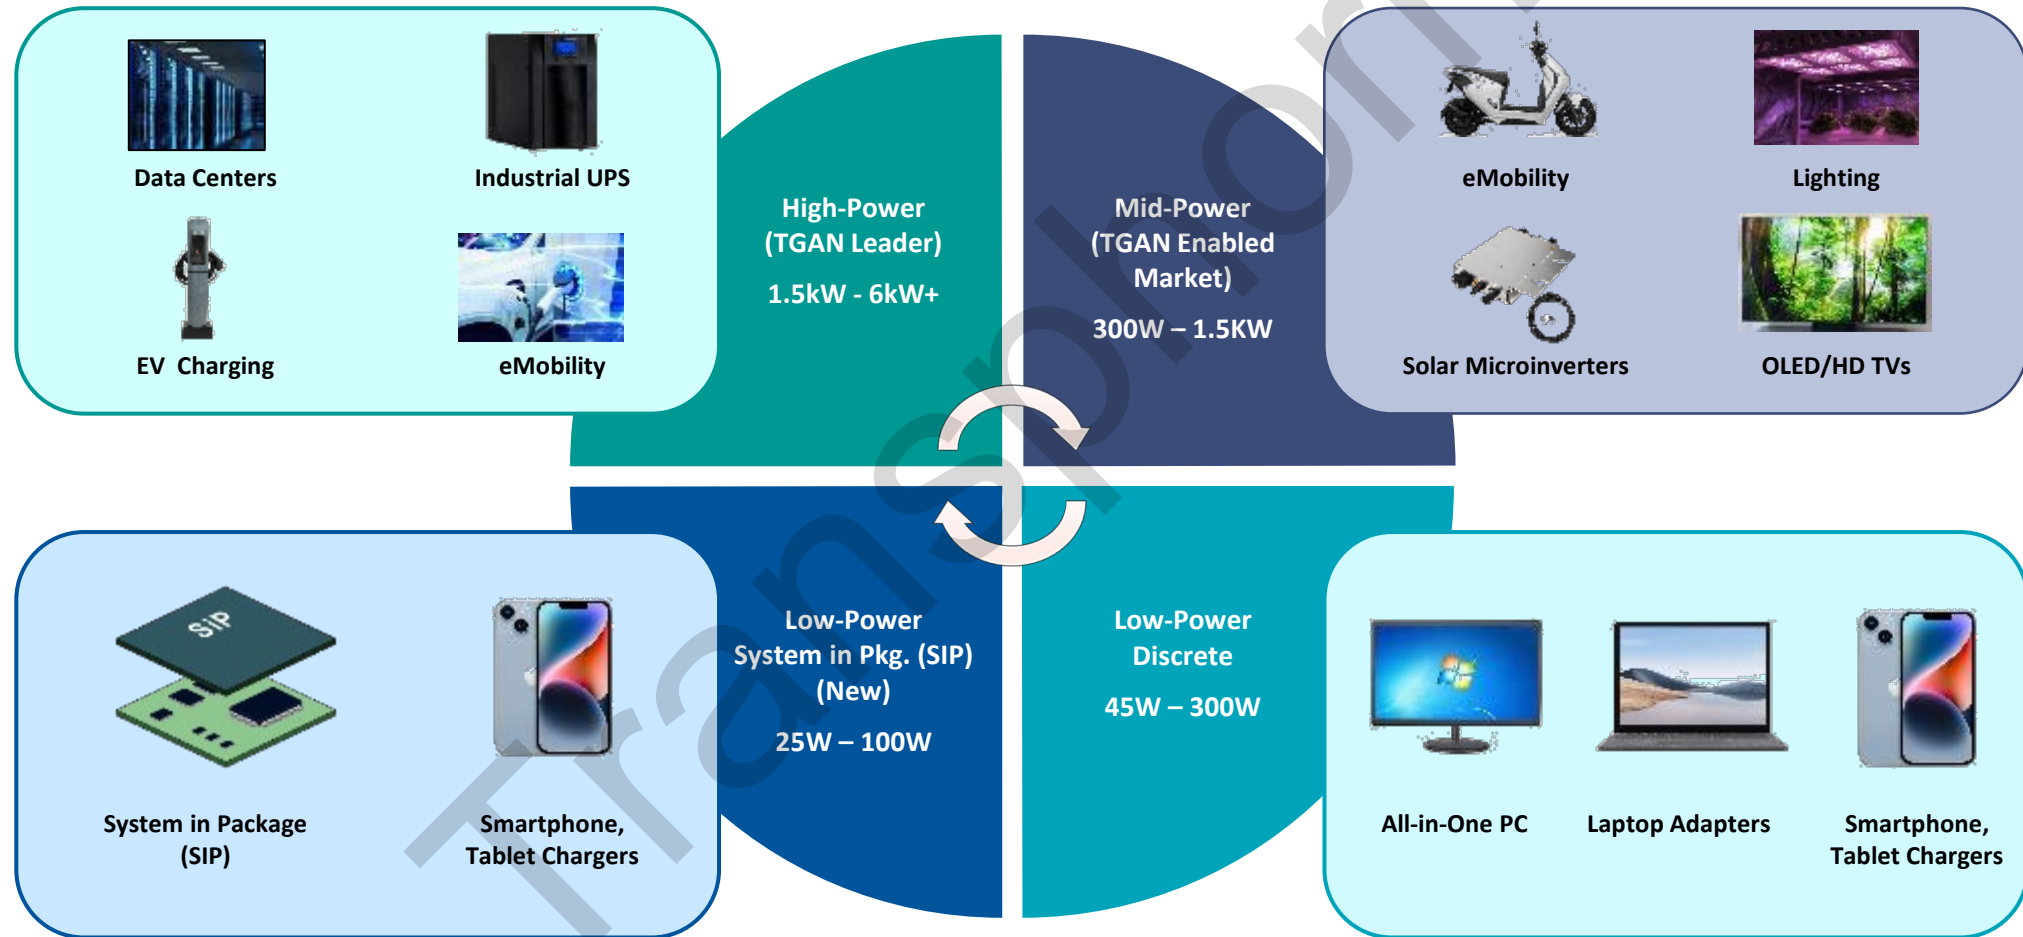 Data Centers
Industrial UPS
EV  Charging
eMobility
High-Power
(TGAN Leader)
1.5kW - 6kW+
Mid-Power
(TGAN Enabled
Market)
300W – 1.5KW
eMobility
Lighting
Solar Microinverters
OLED/HD TVs
SiP
System in Package
(SIP)
Smartphone,
Tablet Chargers
Low-Power
System in Pkg. (SIP)
(New)
25W – 100W
Low-Power
Discrete
45W – 300W
All-in-One PC
Laptop Adapters
Smartphone,
Tablet Chargers
Transphorm